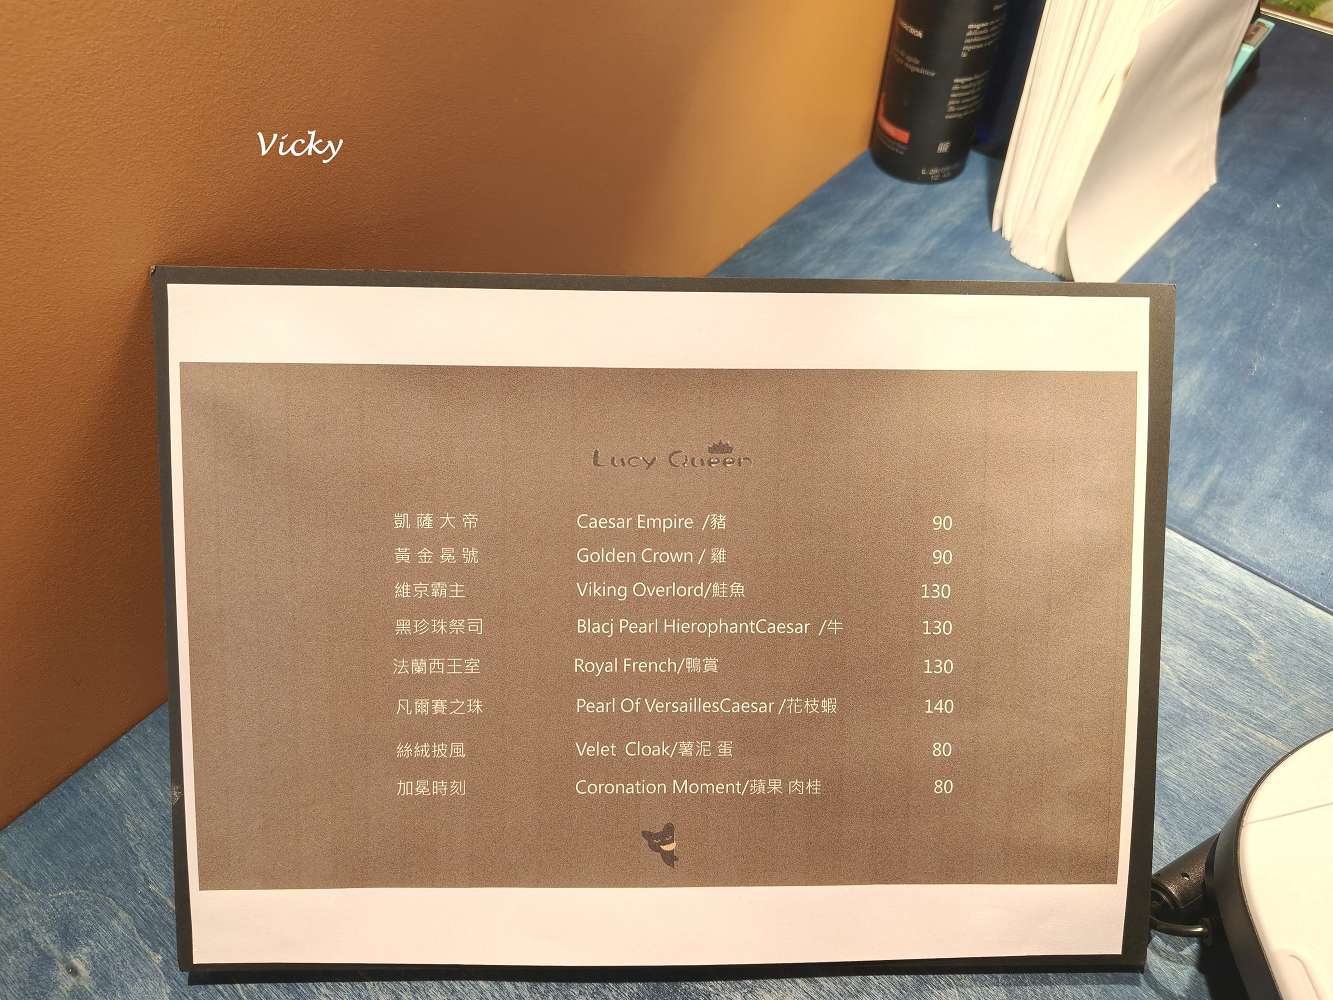 Vicky
Lucy Queen
凱薩大帝 Caesar Empire /豬 90
黃金冕號 Golden Crown / 雞 90
維京霸主 Viking Overlord/鮭魚 130
黑珍珠祭司 Blacj Pearl HierophantCaesar /牛 130
法蘭西王室 Royal French/鴨賞 130
凡爾賽之珠 Pearl Of VersaillesCaesar /花枝蝦 140
絲絨披風 Velet Cloak/薯泥 蛋 80
加冕時刻 Coronation Moment/蘋果 肉桂 80